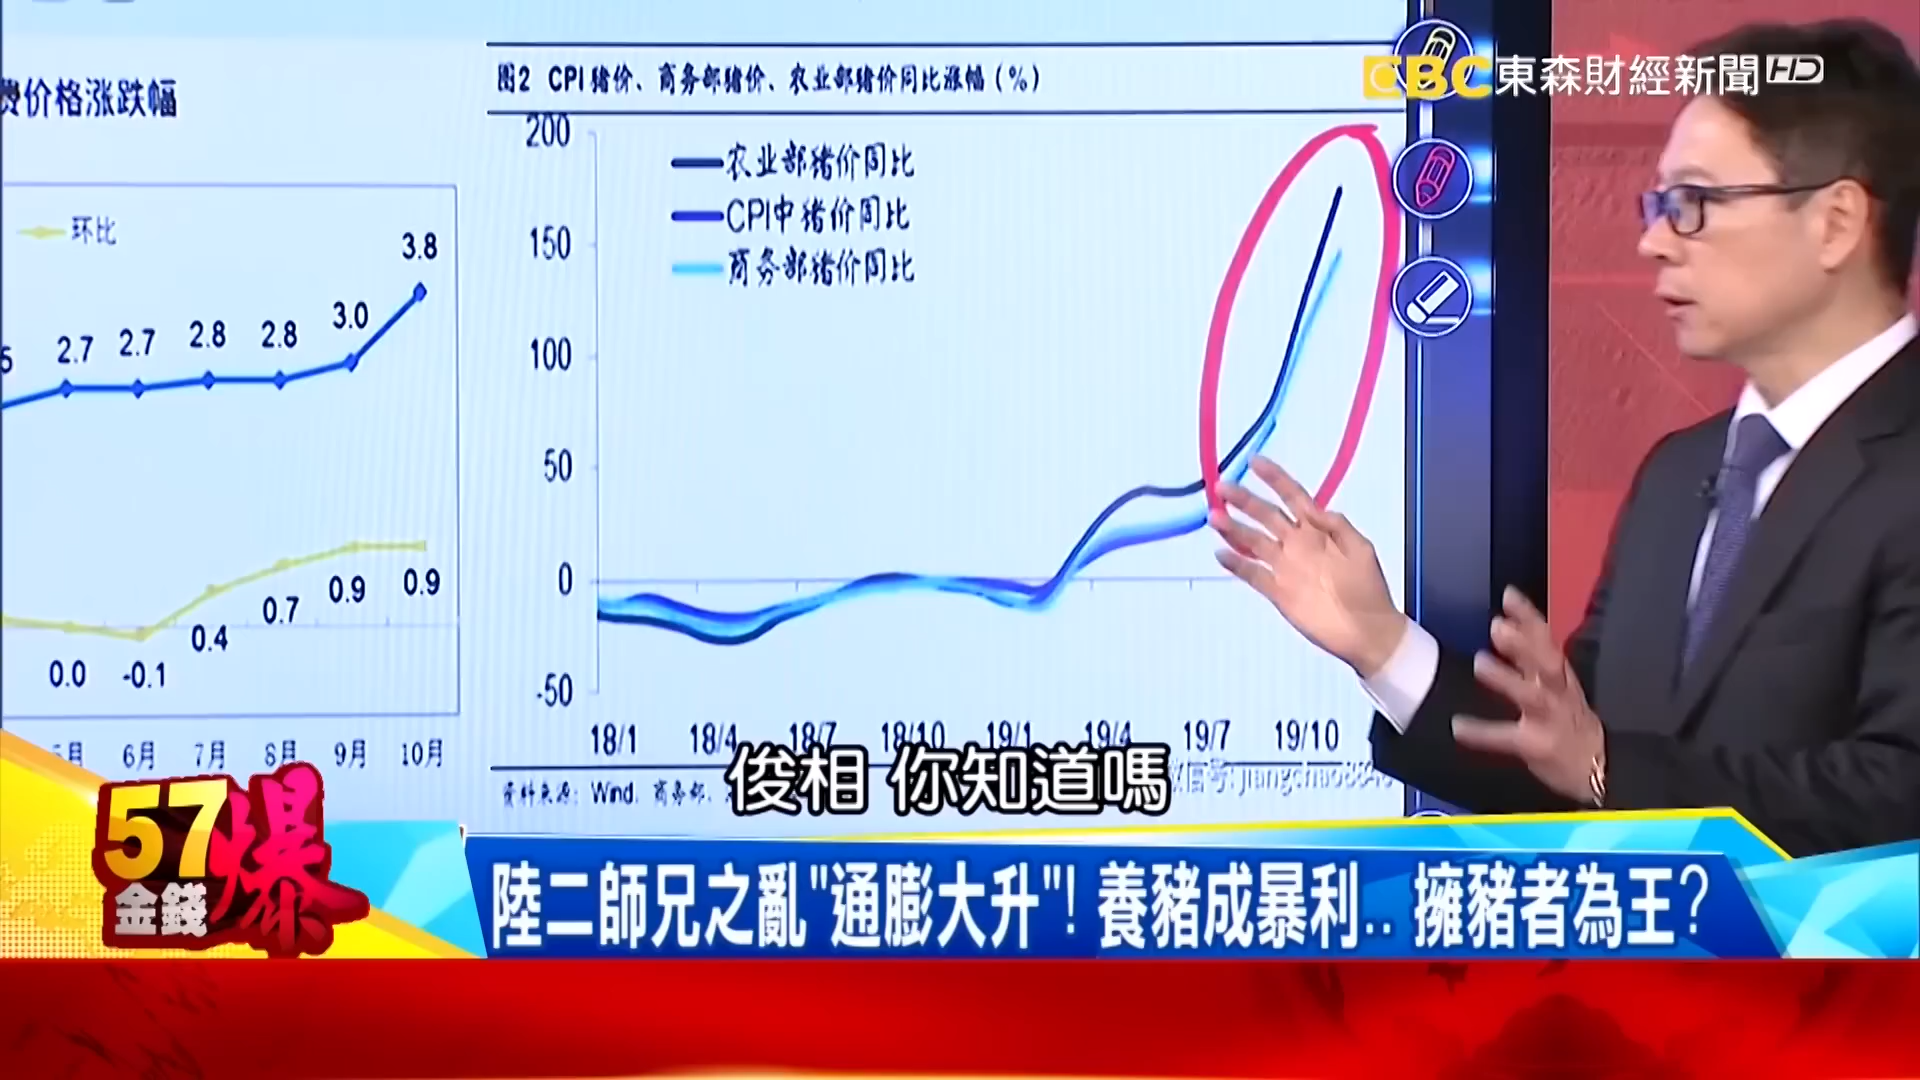 EBC 東森財經新聞 HD
费价格涨跌幅
环比
5 2.7 2.7 2.8 2.8 3.0 3.8
0.0 -0.1 0.4 0.7 0.9 0.9
5月 6月 7月 8月 9月 10月
图2 CPI猪价、商务部猪价、农业部猪价同比涨幅（%）
200
150
100
50
0
-50
农业部猪价同比
CPI中猪价同比
商务部猪价同比
18/1 18/4 18/7 18/10 19/1 19/4 19/7 19/10
资料来源：Wind，商务部，
信号: jiangchao8848
俊相 你知道嗎
57金錢爆
陸二師兄之亂"通膨大升"! 養豬成暴利.. 擁豬者為王?